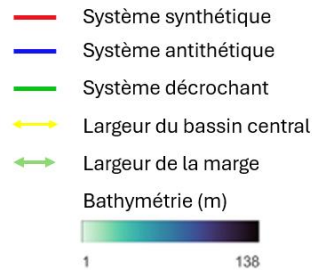 Système synthétique
Système antithétique
Système décrochant
Largeur du bassin central
Largeur de la marge
Bathymétrie (m)
1 138